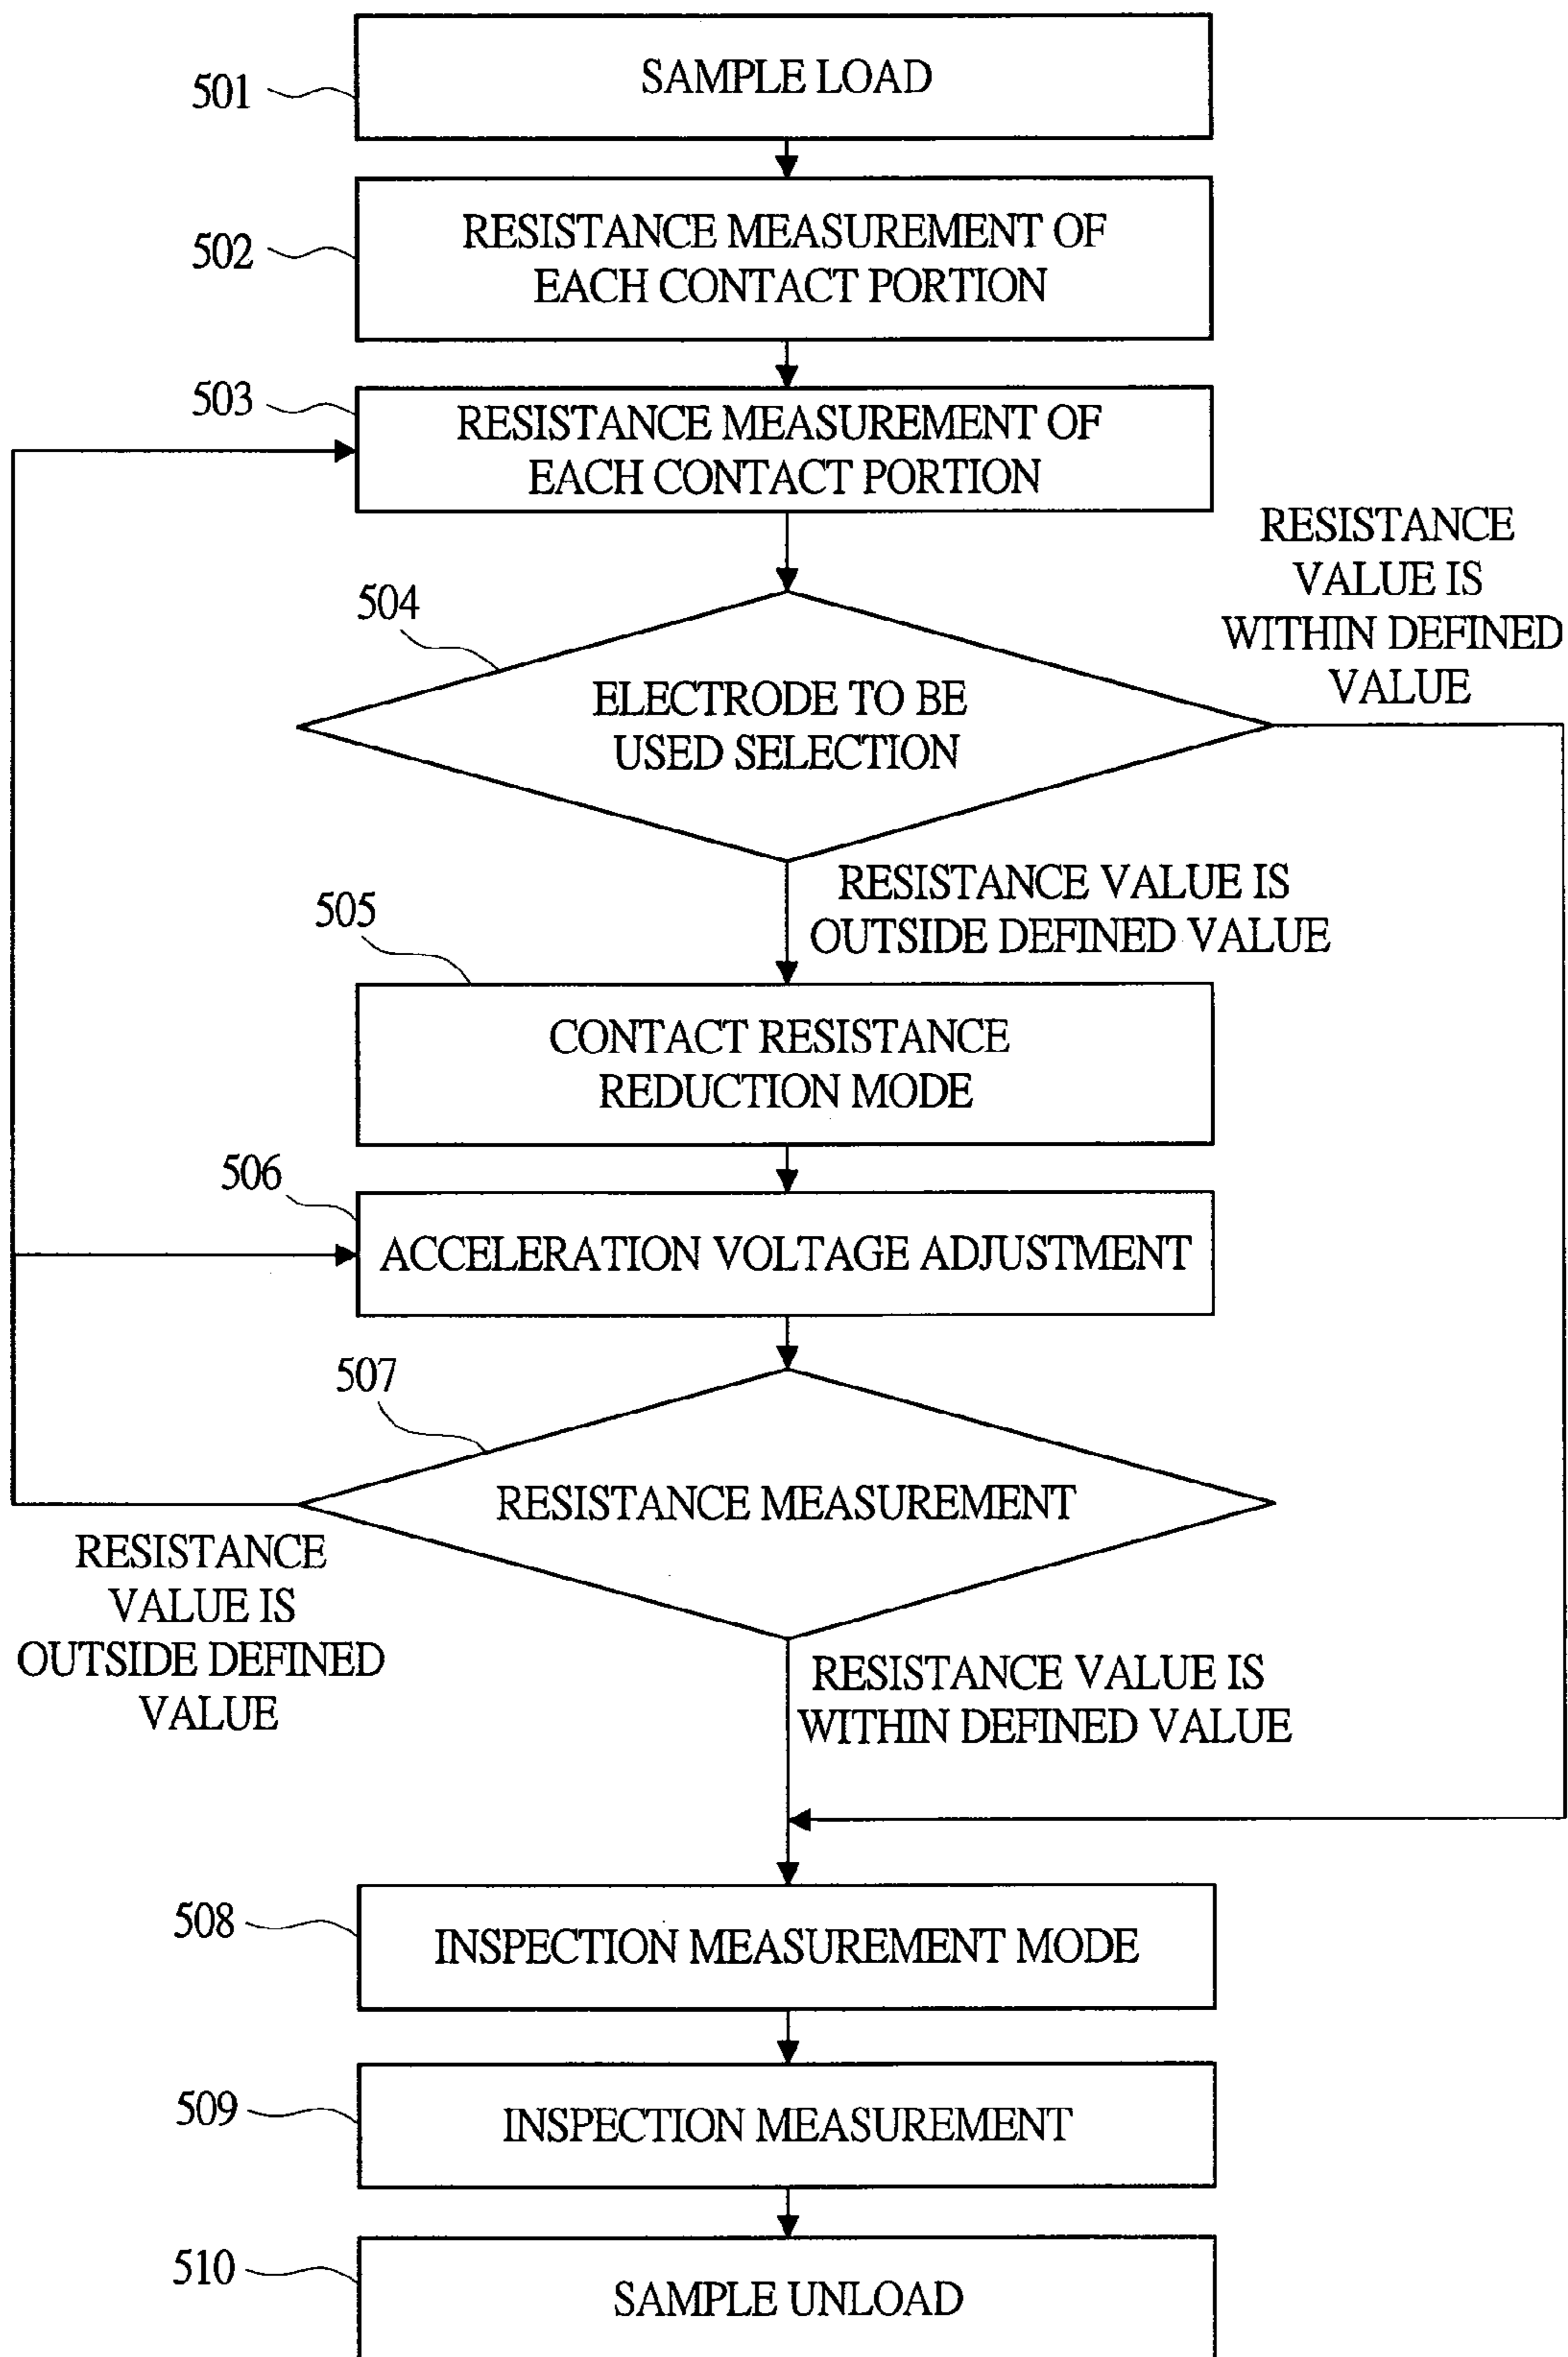 501
SAMPLE LOAD
502
RESISTANCE MEASUREMENT OF
EACH CONTACT PORTION
503
RESISTANCE MEASUREMENT OF
EACH CONTACT PORTION
RESISTANCE
VALUE IS
WITHIN DEFINED
VALUE
504
ELECTRODE TO BE
USED SELECTION
RESISTANCE VALUE IS
OUTSIDE DEFINED VALUE
505
CONTACT RESISTANCE
REDUCTION MODE
506
ACCELERATION VOLTAGE ADJUSTMENT
507
RESISTANCE MEASUREMENT
RESISTANCE
VALUE IS
OUTSIDE DEFINED
VALUE
RESISTANCE VALUE IS
WITHIN DEFINED VALUE
508
INSPECTION MEASUREMENT MODE
509
INSPECTION MEASUREMENT
510
SAMPLE UNLOAD